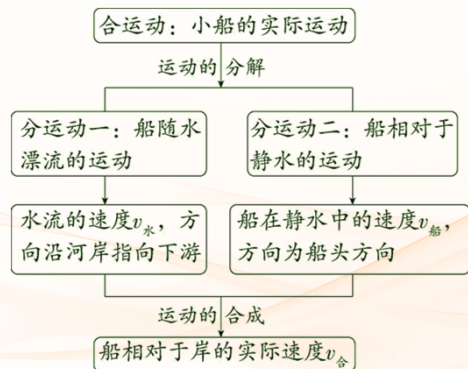 合运动：小船的实际运动
运动的 分解
分运动一：船随水
漂流的运动
分运动二：船相对于
静水的运动
水流的速度v水，方
向沿河岸指向下游
船在静水中的速度v船，
方向为船头方向
运动的 合成
船相对于岸的实际速度v合